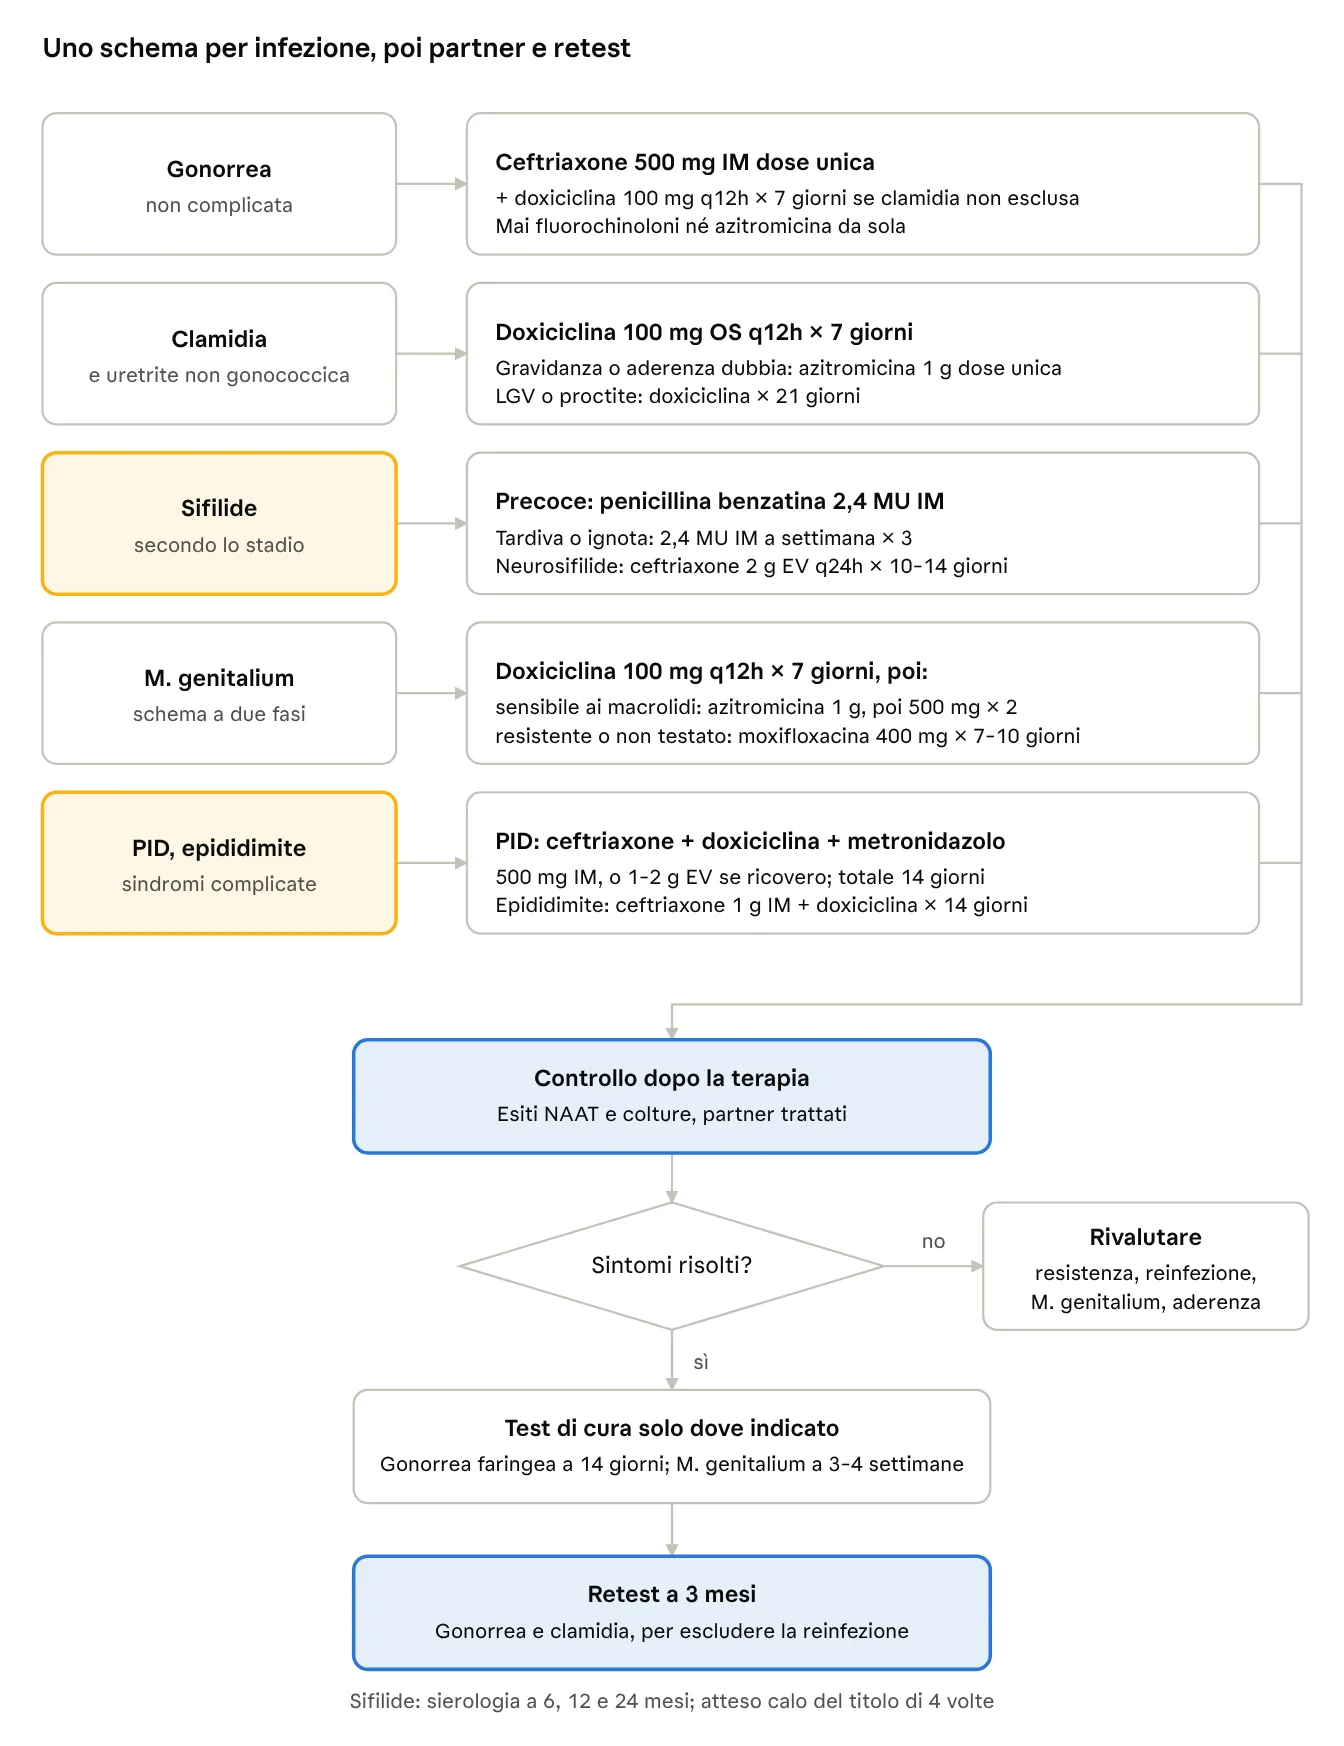 Uno schema per infezione, poi partner e retest
Gonorrea
non complicata
Ceftriaxone 500 mg IM dose unica
+ doxiciclina 100 mg q12h × 7 giorni se clamidia non esclusa
Mai fluorochinoloni né azitromicina da sola
Clamidia
e uretrite non gonococcica
Doxiciclina 100 mg OS q12h × 7 giorni
Gravidanza o aderenza dubbia: azitromicina 1 g dose unica
LGV o proctite: doxiciclina × 21 giorni
Sifilide
secondo lo stadio
Precoce: penicillina benzatina 2,4 MU IM
Tardiva o ignota: 2,4 MU IM a settimana × 3
Neurosifilide: ceftriaxone 2 g EV q24h × 10–14 giorni
M. genitalium
schema a due fasi
Doxiciclina 100 mg q12h × 7 giorni, poi:
sensibile ai macrolidi: azitromicina 1 g, poi 500 mg × 2
resistente o non testato: moxifloxacina 400 mg × 7–10 giorni
PID, epididimite
sindromi complicate
PID: ceftriaxone + doxiciclina + metronidazolo
500 mg IM, o 1–2 g EV se ricovero; totale 14 giorni
Epididimite: ceftriaxone 1 g IM + doxiciclina × 14 giorni
Controllo dopo la terapia
Esiti NAAT e colture, partner trattati
Sintomi risolti?
no
Rivalutare
resistenza, reinfezione,
M. genitalium, aderenza
sì
Test di cura solo dove indicato
Gonorrea faringea a 14 giorni; M. genitalium a 3–4 settimane
Retest a 3 mesi
Gonorrea e clamidia, per escludere la reinfezione
Sifilide: sierologia a 6, 12 e 24 mesi; atteso calo del titolo di 4 volte